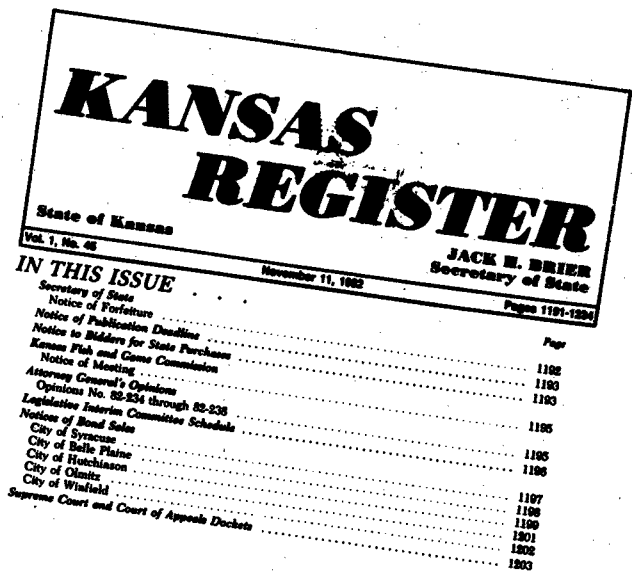 KANSAS
REGISTER
State of Kansas
JACK H. BRIER
Secretary of State
Vol. 1, No. 45 November 11, 1982 Pages 1191-1234
IN THIS ISSUE . . .
Page
Secretary of State
Notice of Forfeiture 1192
Notice of Publication Deadline 1193
Notice to Bidders for State Purchases 1193
Kansas Fish and Game Commission
Notice of Meeting 1195
Attorney General's Opinions
Opinions No. 82-234 through 82-236 1195
Legislative Interim Committee Schedule 1196
Notices of Bond Sales
City of Syracuse 1197
City of Belle Plaine 1198
City of Hutchinson 1199
City of Olmitz 1201
City of Winfield 1202
Supreme Court and Court of Appeals Dockets 1203